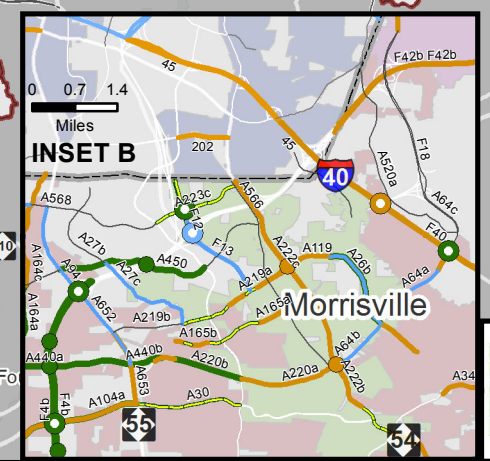 45
F42b F42b
0 0.7 1.4
Miles
202
45
INSET B
40
A520a
F18
A568
A223c
A566
A64c
F12
10
A27b
F13
A222c
A119
F40
A164c
A94
A27c
A450
A219a
A26b
A64a
A652
A165a
Morrisville
A164a
A219b
A165b
A64b
A440a
A440b
A220b
A653
A220a
A222b
A34
F4b
F4b
A104a
A30
55
54